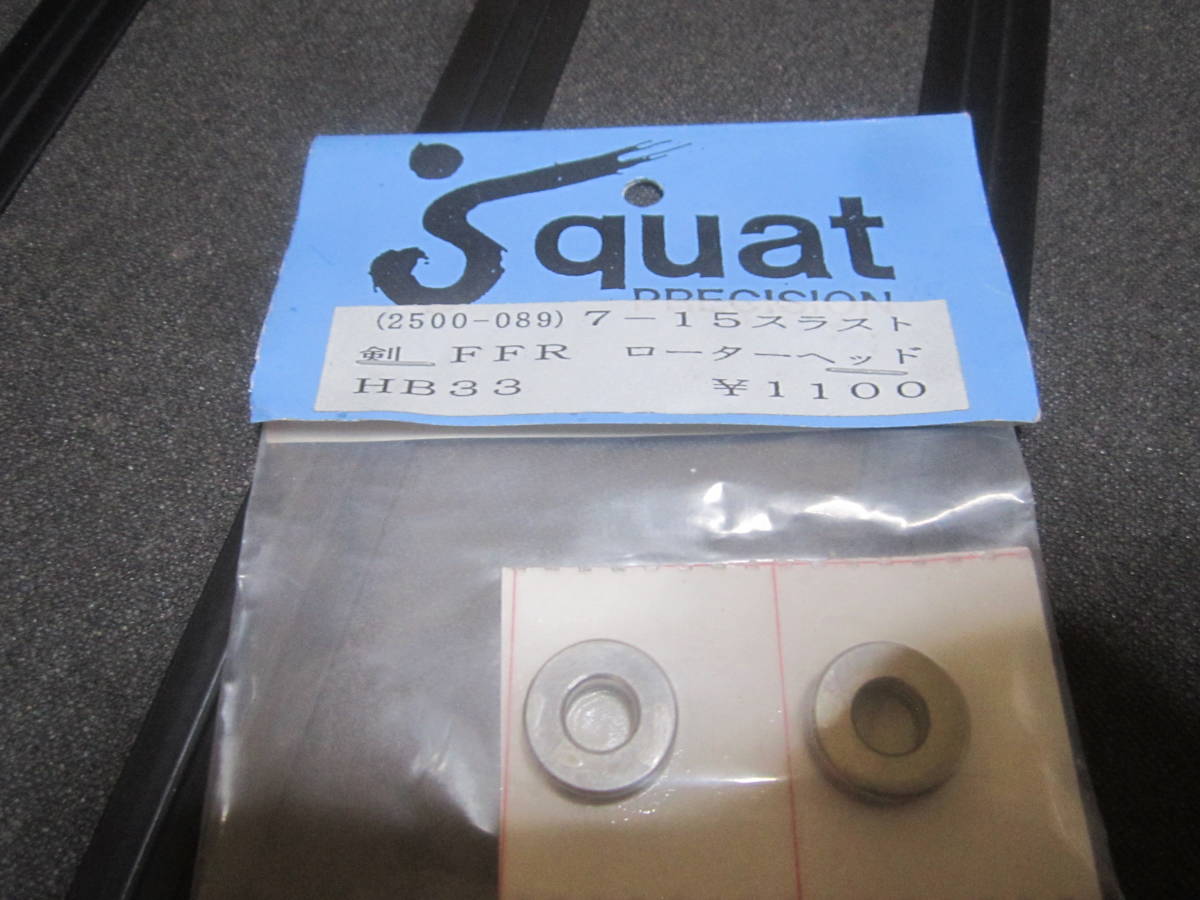 Squat
PRECISION
(2500-089) 7-15スラスト
剣 FFR ローターヘッド
HB33 ¥1100